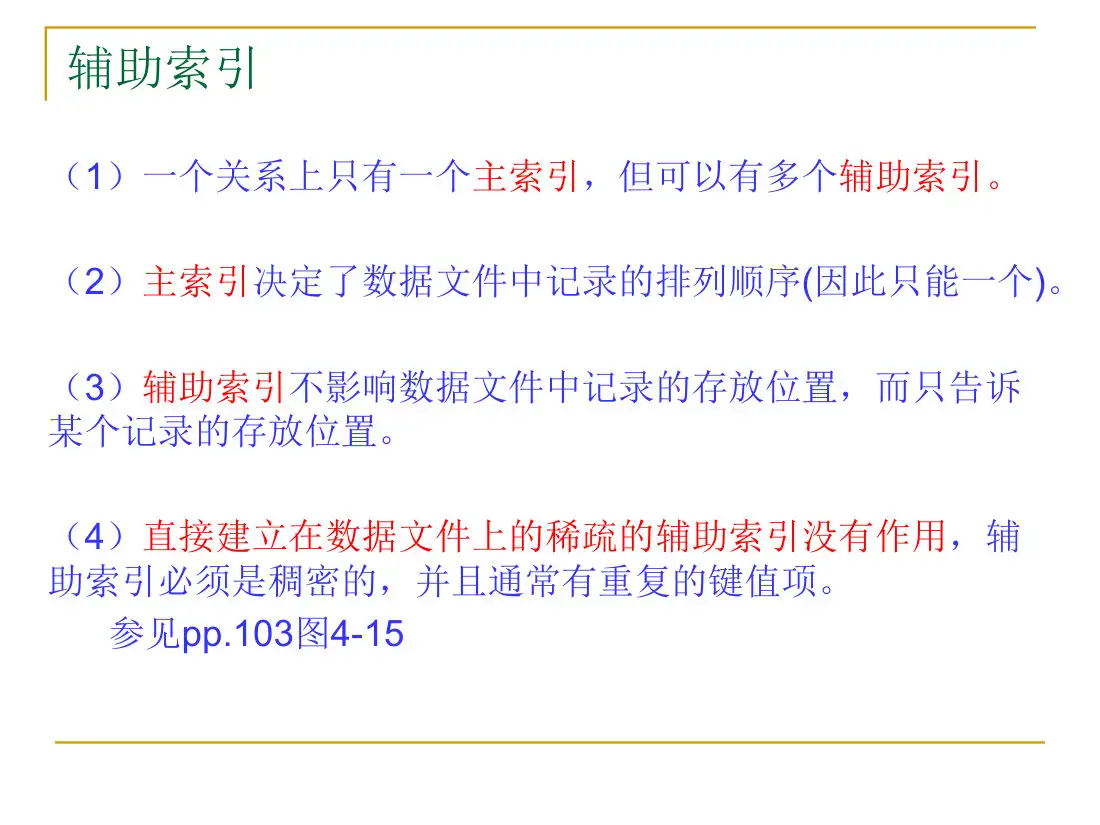 辅助索引
（1）一个关系上只有一个主索引，但可以有多个辅助索引。
（2）主索引决定了数据文件中记录的排列顺序(因此只能一个)。
（3）辅助索引不影响数据文件中记录的存放位置，而只告诉
某个记录的存放位置。
（4）直接建立在数据文件上的稀疏的辅助索引没有作用，辅
助索引必须是稠密的，并且通常有重复的键值项。
参见pp.103图4-15